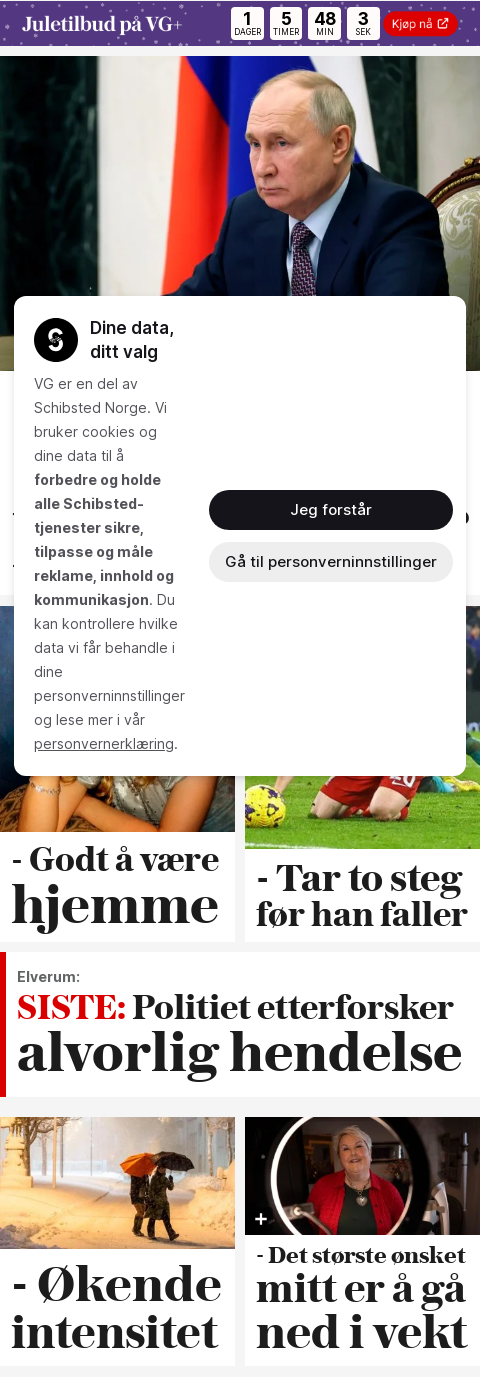 Juletilbud på VG+
1
DAGER
5
TIMER
48
MIN
3
SEK
Kjøp nå
Dine data,
ditt valg
VG er en del av
Schibsted Norge. Vi
bruker cookies og
dine data til å
forbedre og holde
alle Schibsted-
tjenester sikre,
tilpasse og måle
reklame, innhold og
kommunikasjon. Du
kan kontrollere hvilke
data vi får behandle i
dine
personverninnstillinger
og lese mer i vår
personvernerklæring.
Jeg forstår
Gå til personverninnstillinger
- Godt å være
hjemme
- Tar to steg
før han faller
Elverum:
SISTE: Politiet etterforsker
alvorlig hendelse
- Økende
intensitet
- Det største ønsket
mitt er å gå
ned i vekt